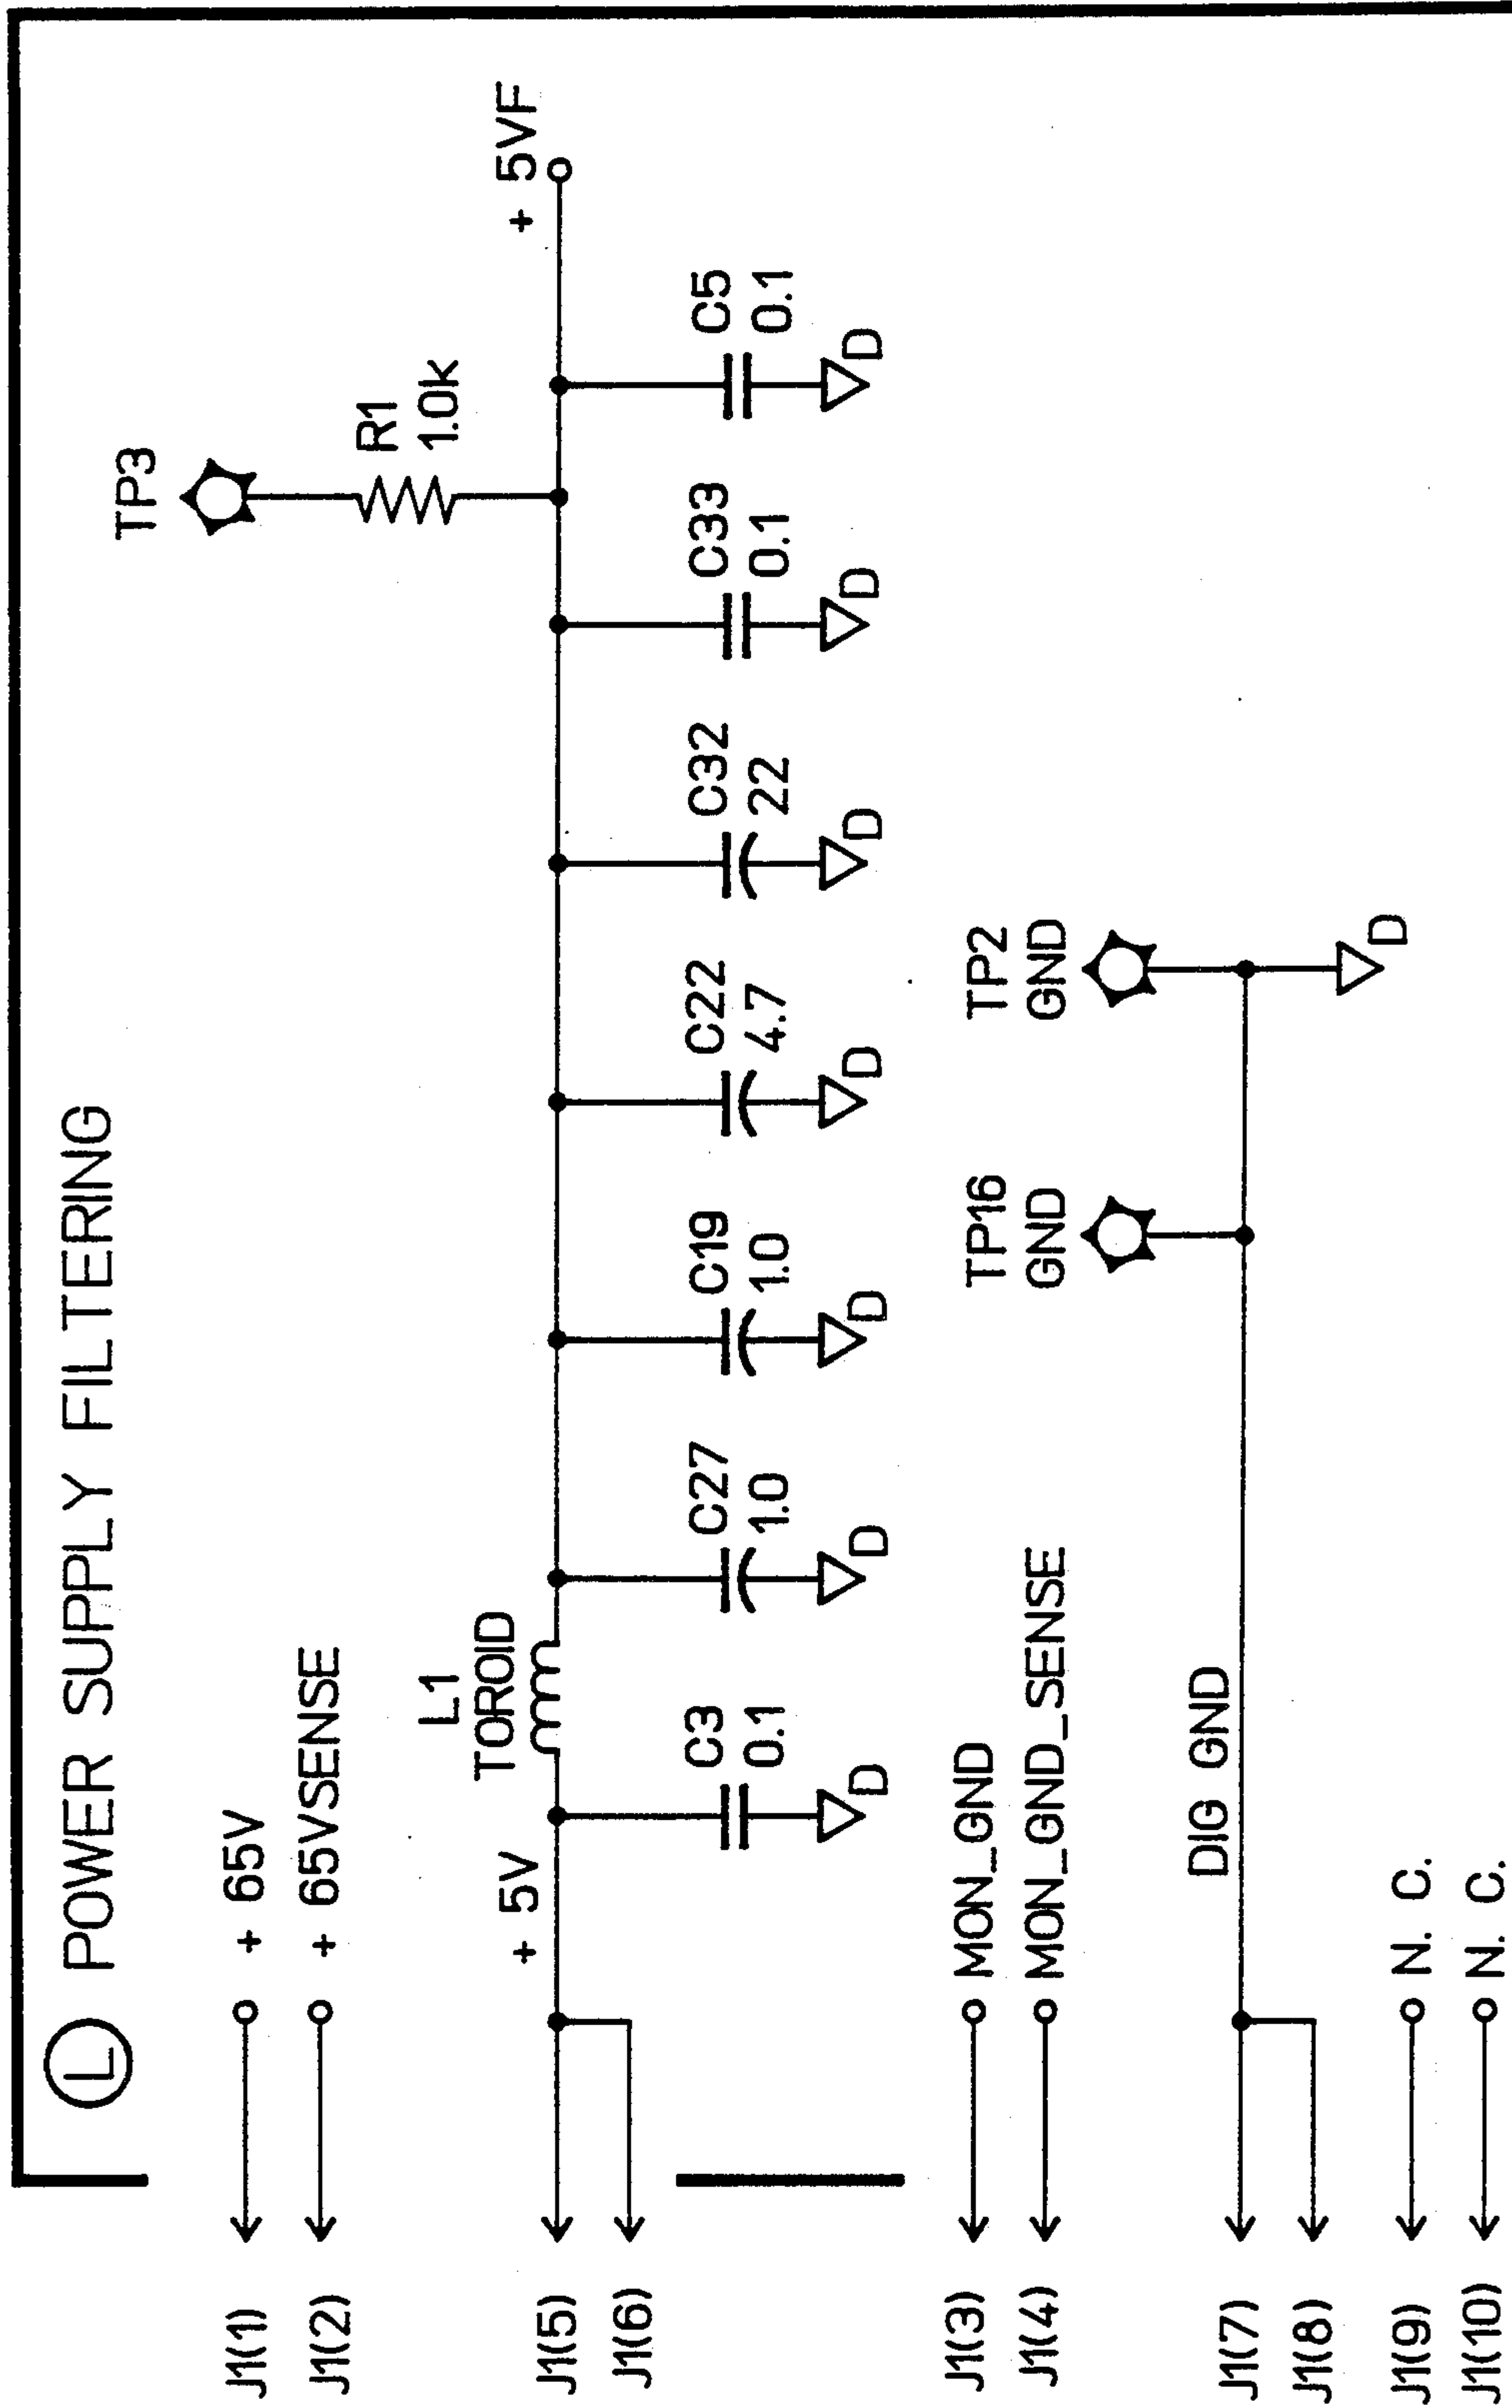 L POWER SUPPLY FILTERING
J1(1) + 65V
J1(2) + 65VSENSE
TP3
R1
1.0k
L1
TOROID
J1(5) + 5V
+ 5VF
J1(6)
C3
0.1
D
C27
1.0
D
C19
1.0
D
C22
4.7
D
C32
22
D
C33
0.1
D
C5
0.1
D
J1(3) MON_GND
J1(4) MON_GND_SENSE
TP16
GND
TP2
GND
J1(7) DIG GND
J1(8)
D
J1(9) N. C.
J1(10) N. C.